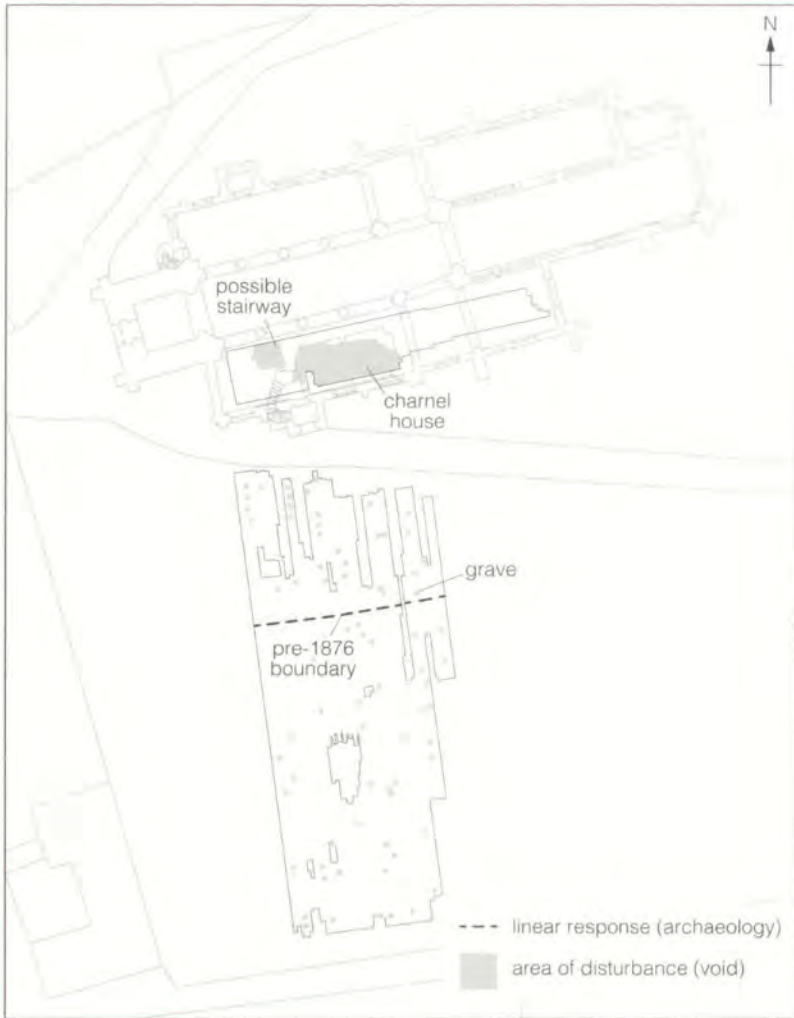 N
possible
stairway
charnel
house
grave
pre-1876
boundary
linear response (archaeology)
area of disturbance (void)